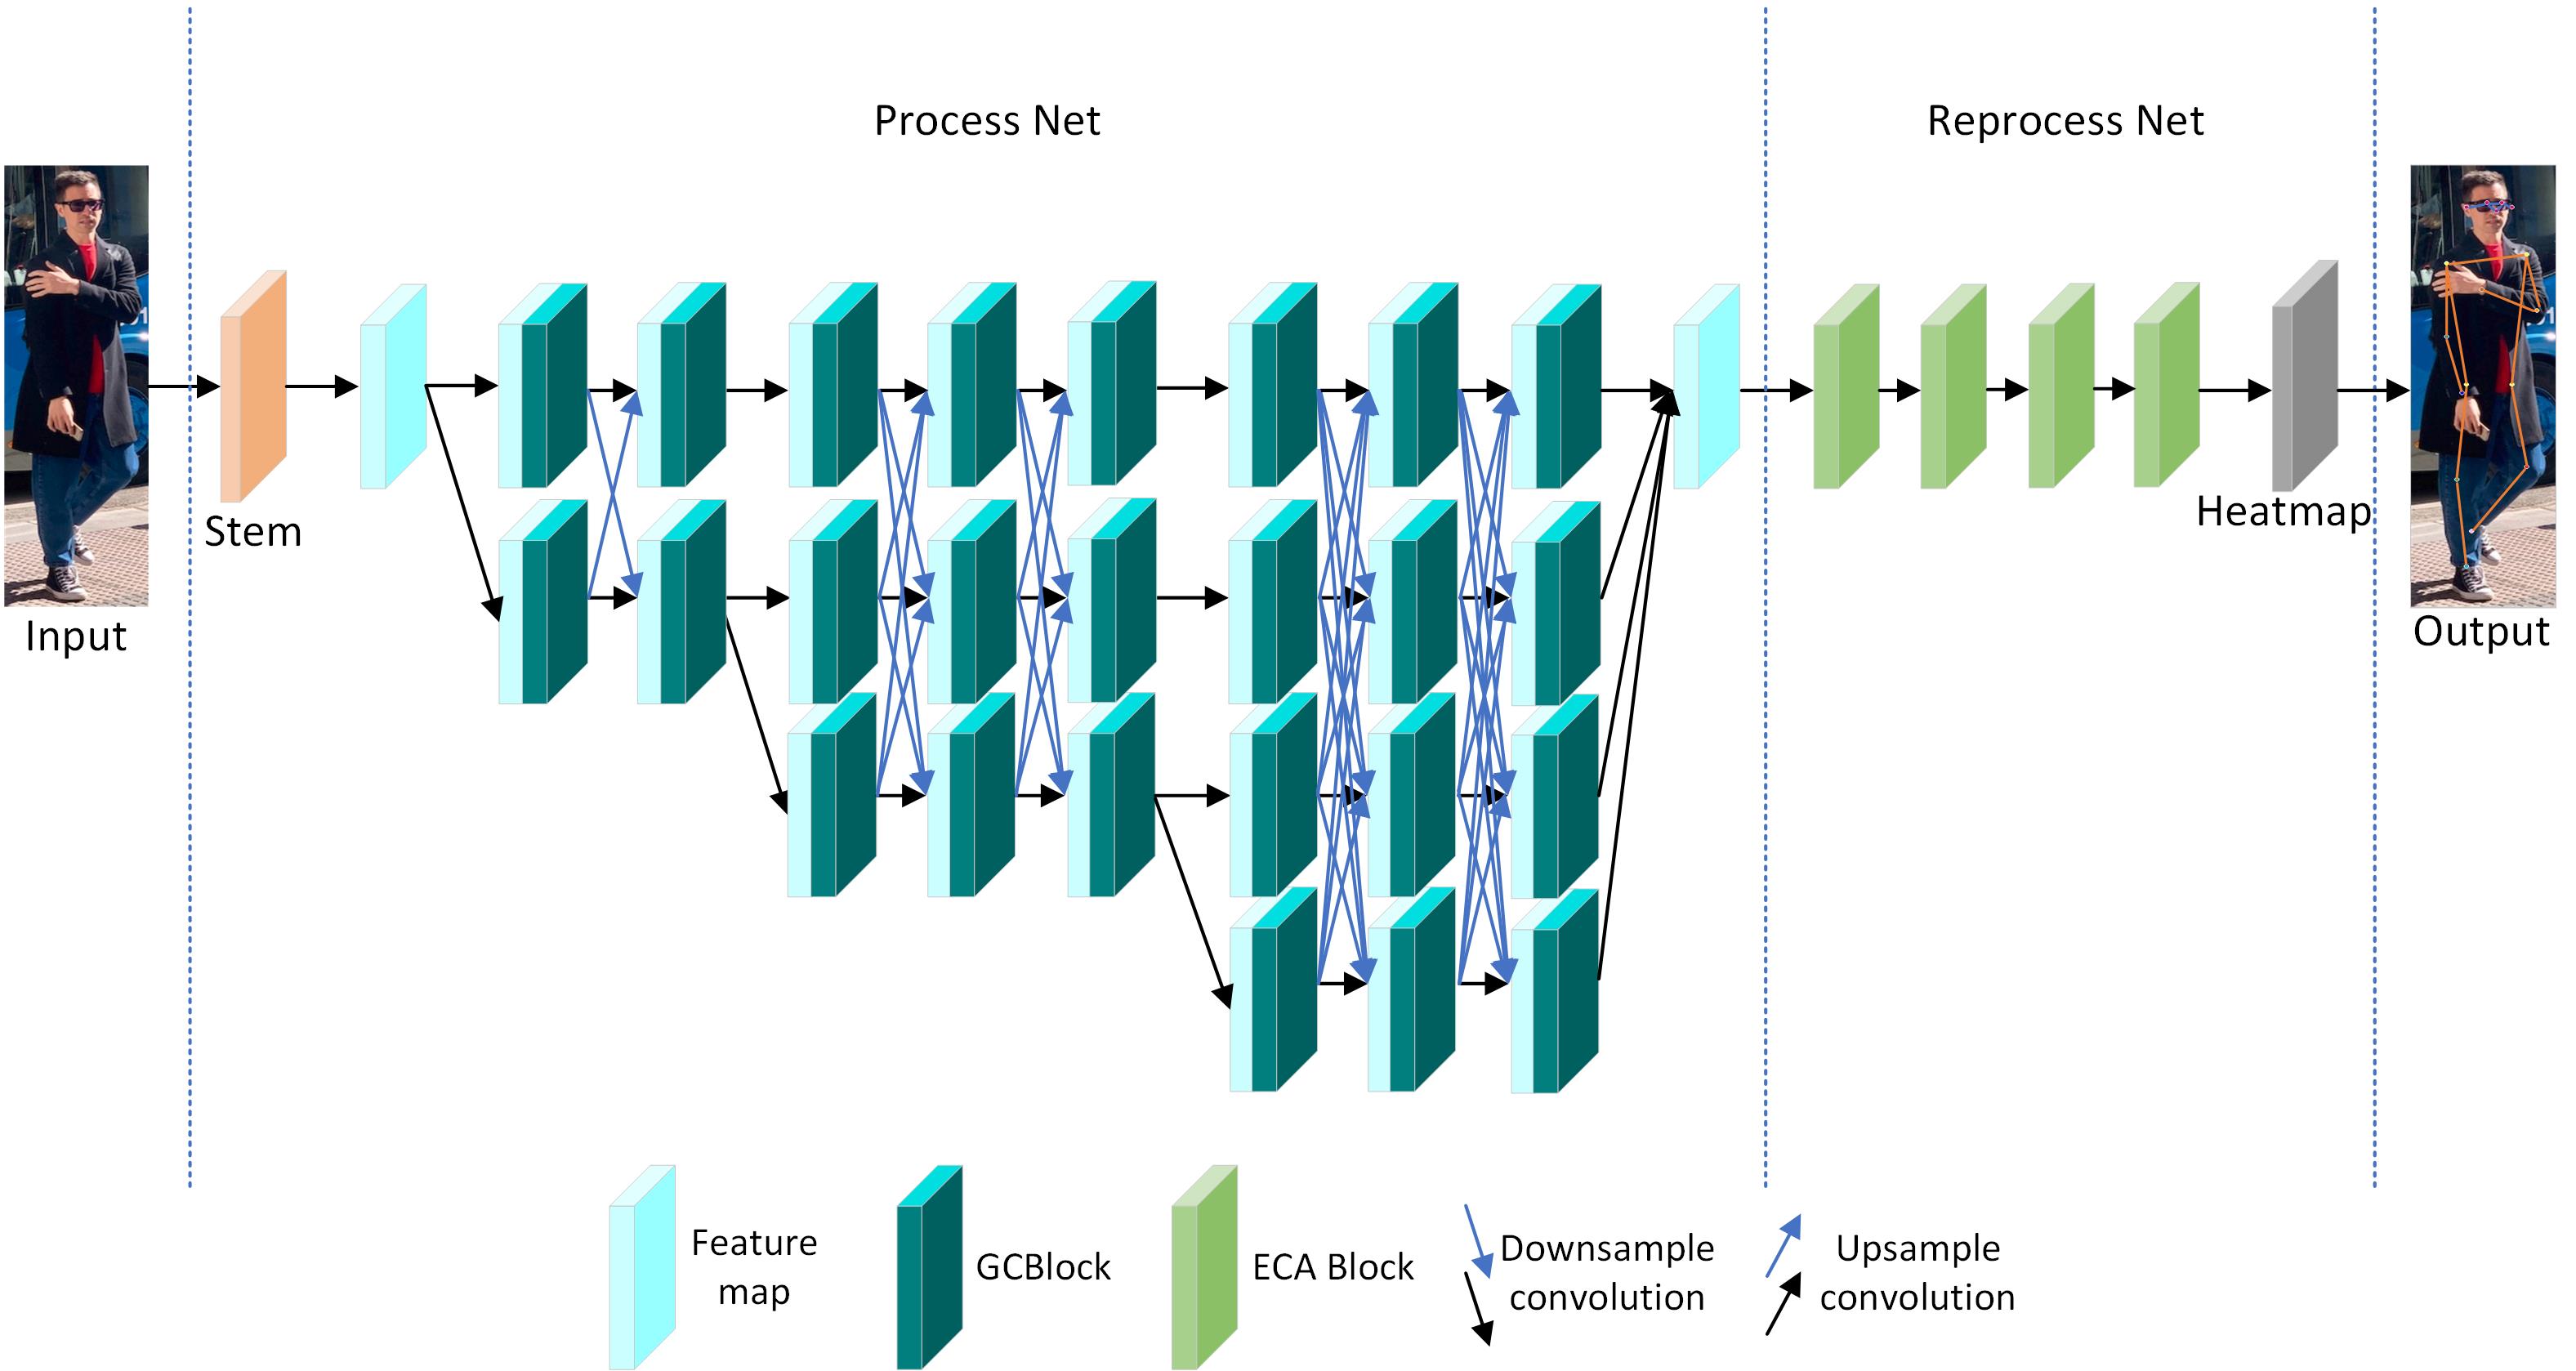 Process Net
Reprocess Net
Stem
Heatmap
Input
Output
Feature
map
GCBlock
ECA Block
Downsample
convolution
Upsample
convolution